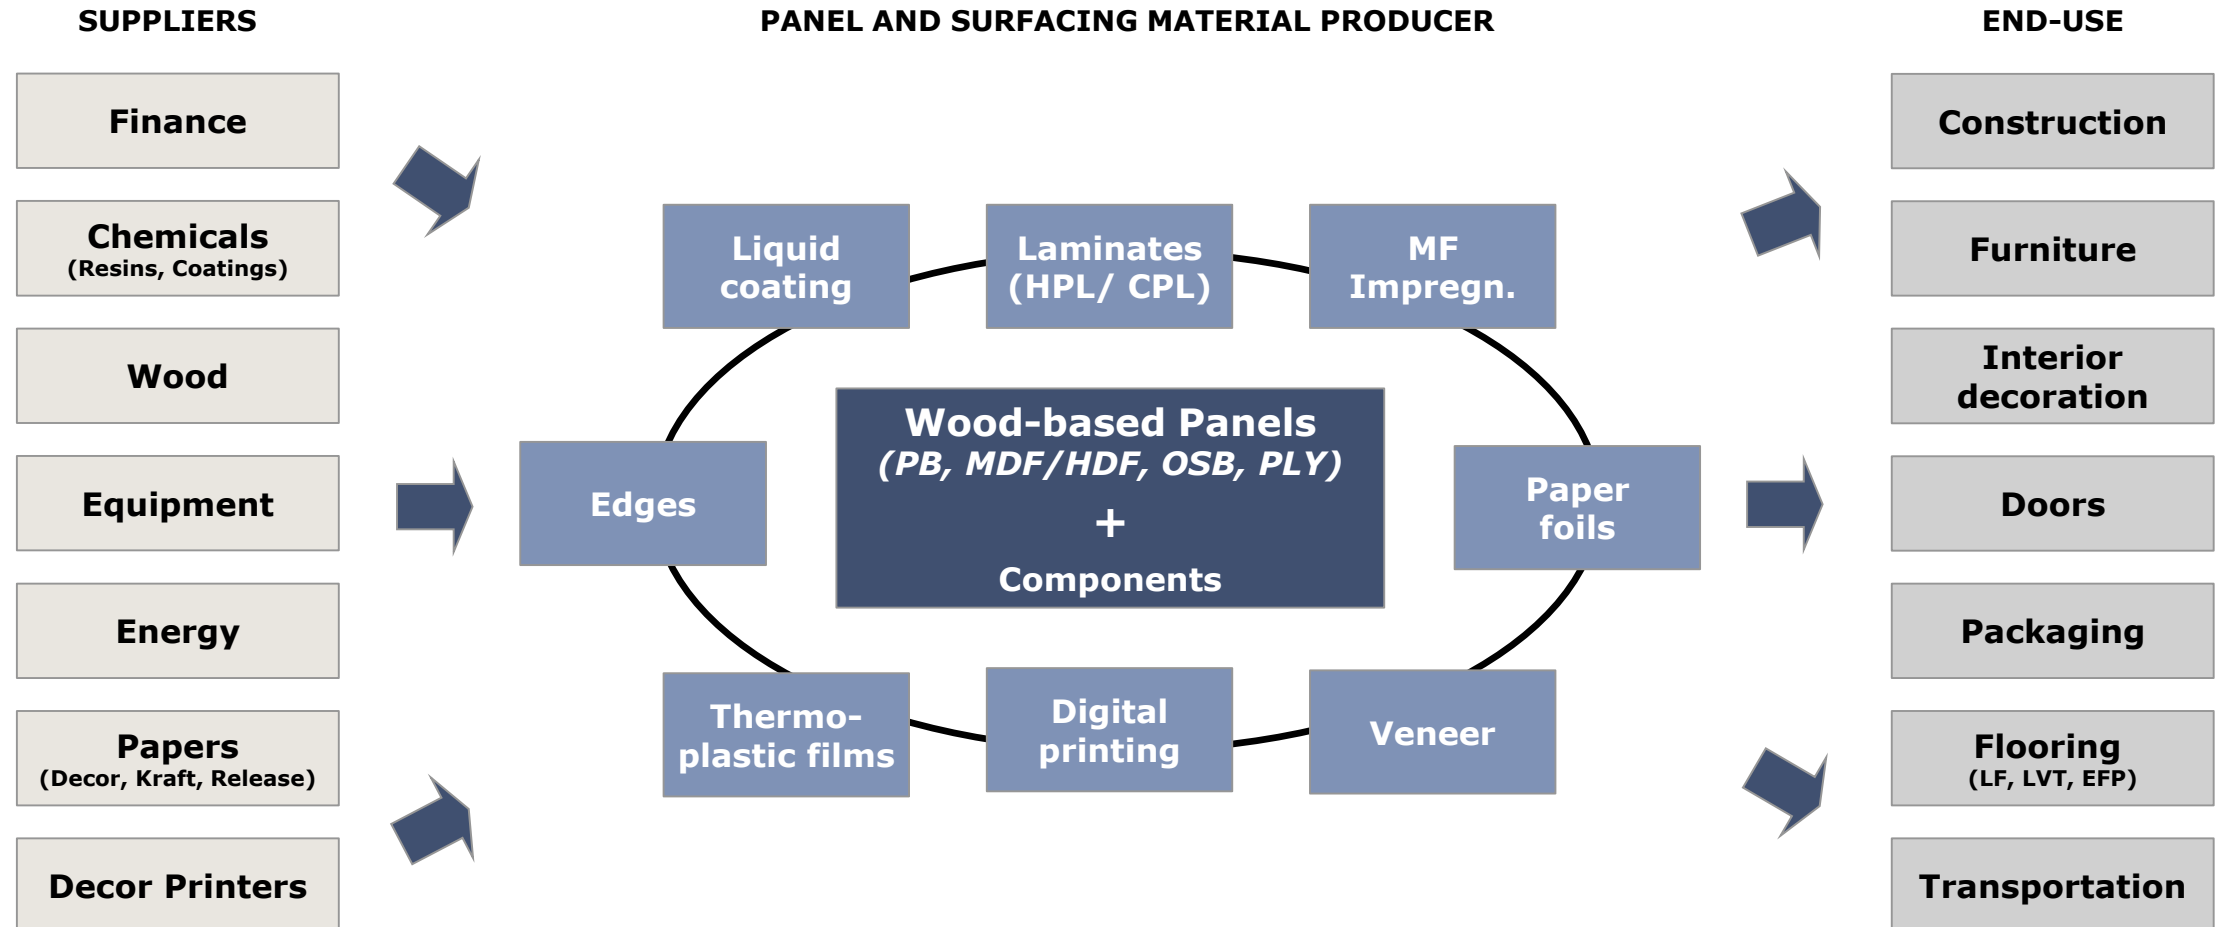 SUPPLIERS
PANEL AND SURFACING MATERIAL PRODUCER
END-USE
Finance
Chemicals
(Resins, Coatings)
Wood
Equipment
Energy
Papers
(Decor, Kraft, Release)
Decor Printers
Liquid
coating
Laminates
(HPL/ CPL)
MF
Impregn.
Edges
Wood-based Panels
(PB, MDF/HDF, OSB, PLY)
+
Components
Paper
foils
Thermo-
plastic films
Digital
printing
Veneer
Construction
Furniture
Interior
decoration
Doors
Packaging
Flooring
(LF, LVT, EFP)
Transportation